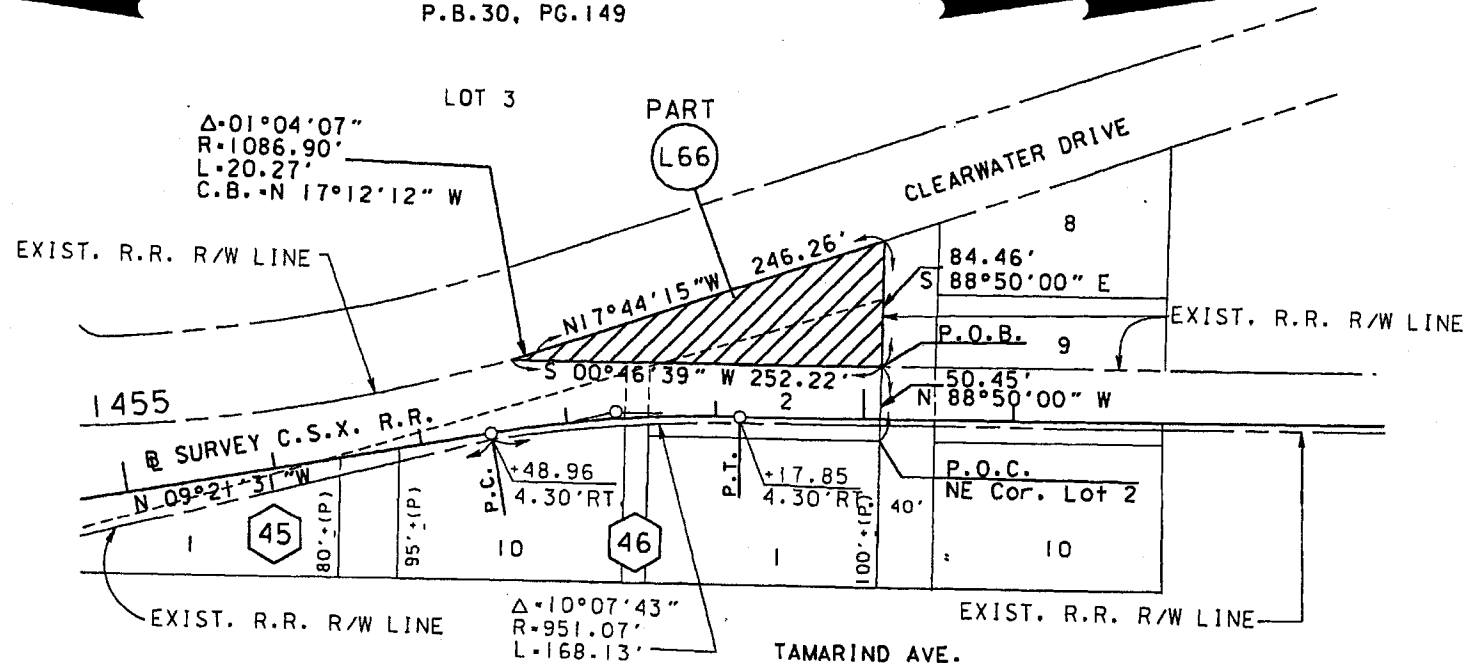 P.B.30, PG.149
LOT 3
PART
L66
Δ=01°04'07"
R=1086.90'
L=20.27'
C.B.=N 17°12'12" W
CLEARWATER DRIVE
EXIST. R.R. R/W LINE
8
246.26'
84.46'
S 88°50'00" E
N17°44'15"W
EXIST. R.R. R/W LINE
P.O.B.
9
S 00°46'39" W 252.22'
50.45'
N 88°50'00" W
1455
2
B SURVEY C.S.X. R.R.
N 09°21'31"W
P.C.
+48.96
4.30'RT
P.T.
+17.85
4.30'RT
P.O.C.
NE Cor. Lot 2
1
45
80'±(P)
95'±(P)
10
46
1
100'±(P)
40'
10
EXIST. R.R. R/W LINE
Δ=10°07'43"
R=951.07'
L=168.13'
EXIST. R.R. R/W LINE
TAMARIND AVE.